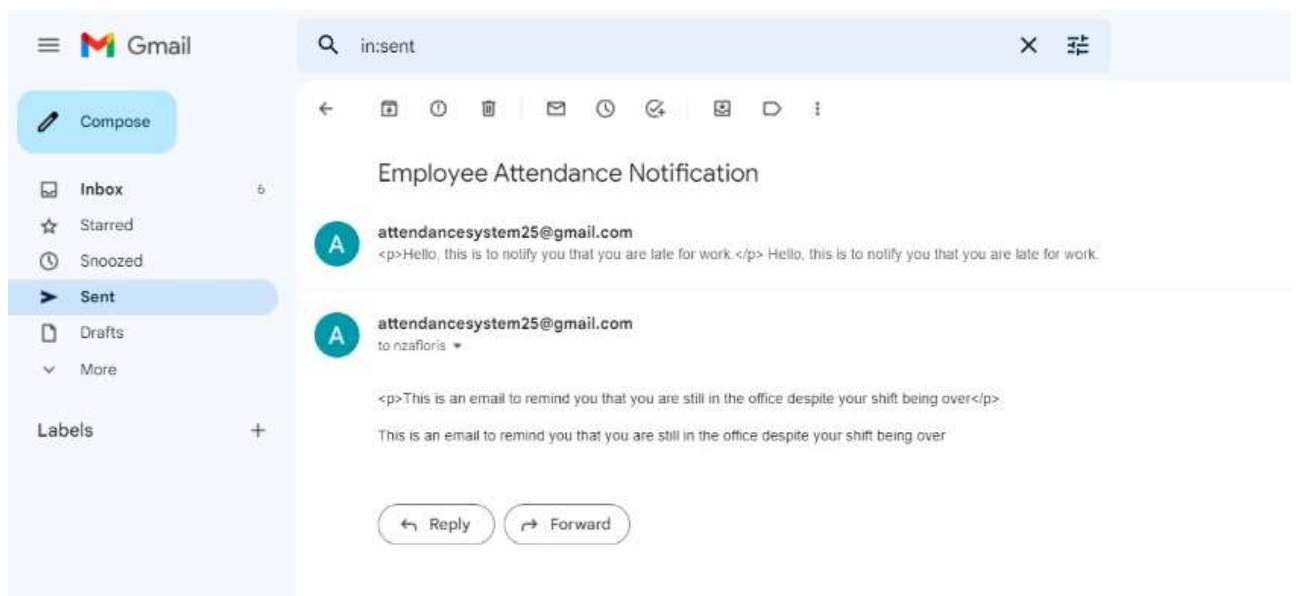 Gmail
in:sent
Compose
Inbox 6
Starred
Snoozed
Sent
Drafts
More
Labels
Employee Attendance Notification
A
attendancesystem25@gmail.com
<p>Hello, this is to notify you that you are late for work.</p> Hello, this is to notify you that you are late for work.
A
attendancesystem25@gmail.com
to nzafloris
<p>This is an email to remind you that you are still in the office despite your shift being over</p>
This is an email to remind you that you are still in the office despite your shift being over
Reply
Forward